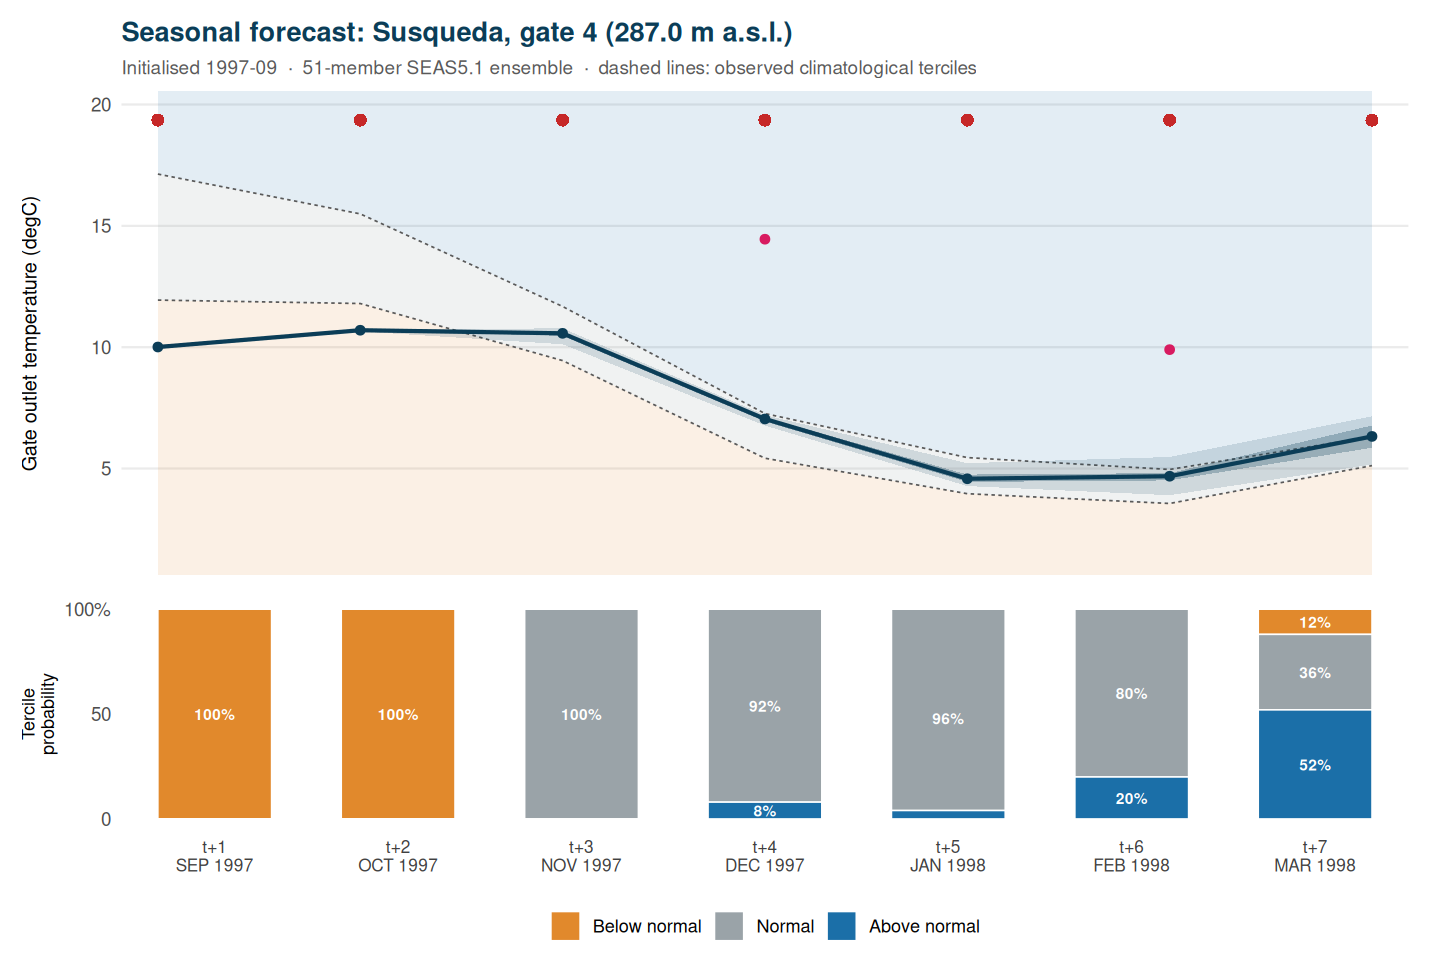 Seasonal forecast: Susqueda, gate 4 (287.0 m a.s.l.)
Initialised 1997-09 · 51-member SEAS5.1 ensemble · dashed lines: observed climatological terciles
Gate outlet temperature (degC)
20
15
10
5
Tercile
probability
100%
50
0
100%
100%
100%
92%
8%
96%
80%
20%
12%
36%
52%
t+1
SEP 1997
t+2
OCT 1997
t+3
NOV 1997
t+4
DEC 1997
t+5
JAN 1998
t+6
FEB 1998
t+7
MAR 1998
Below normal
Normal
Above normal